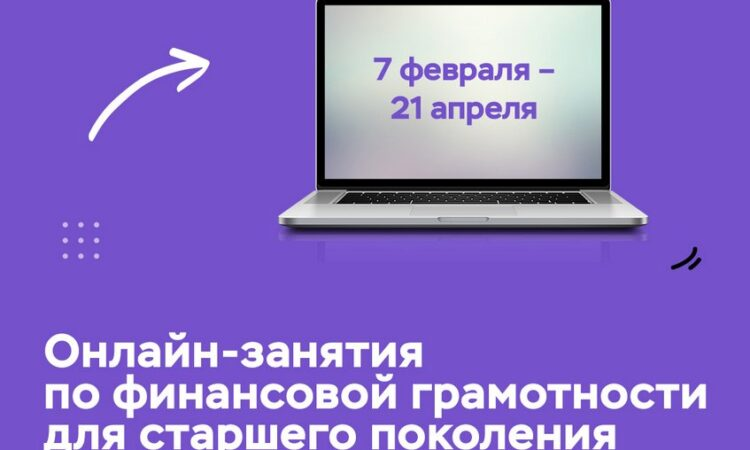 7 февраля –
21 апреля
Онлайн-занятия
по финансовой грамотности
для старшего поколения